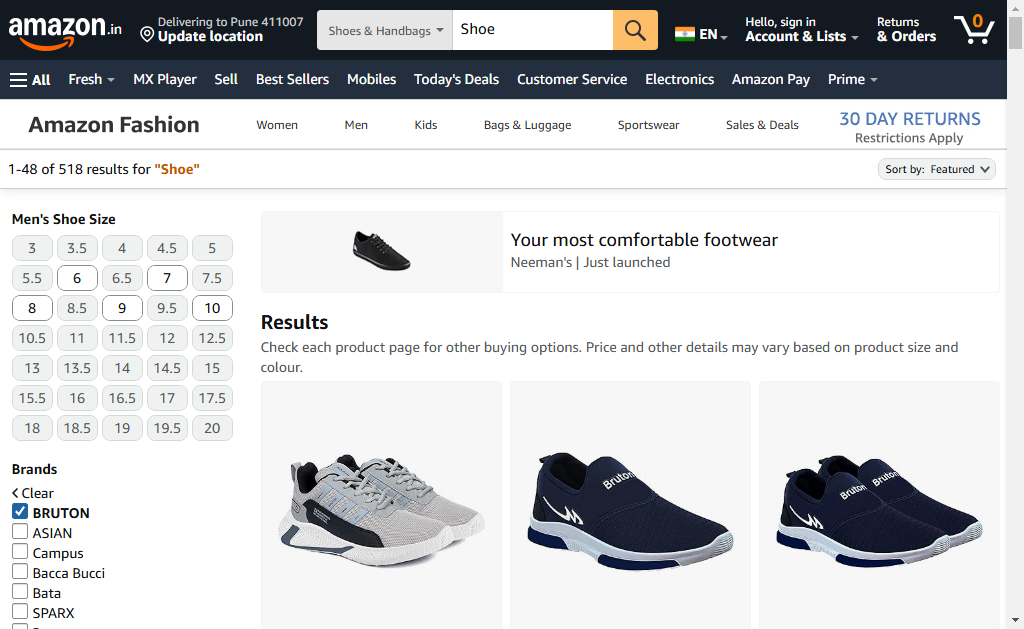 amazon.in
Delivering to Pune 411007
Update location
Shoes & Handbags
Shoe
EN
Hello, sign in
Account & Lists
Returns
& Orders
0
All
Fresh
MX Player
Sell
Best Sellers
Mobiles
Today's Deals
Customer Service
Electronics
Amazon Pay
Prime
Amazon Fashion
Women
Men
Kids
Bags & Luggage
Sportswear
Sales & Deals
30 DAY RETURNS
Restrictions Apply
1-48 of 518 results for "Shoe"
Sort by: Featured
Men's Shoe Size
3 3.5 4 4.5 5
5.5 6 6.5 7 7.5
8 8.5 9 9.5 10
10.5 11 11.5 12 12.5
13 13.5 14 14.5 15
15.5 16 16.5 17 17.5
18 18.5 19 19.5 20
Brands
Clear
BRUTON
ASIAN
Campus
Bacca Bucci
Bata
SPARX
Your most comfortable footwear
Neeman's | Just launched
Results
Check each product page for other buying options. Price and other details may vary based on product size and
colour.
Bruton
Bruton
Bruton